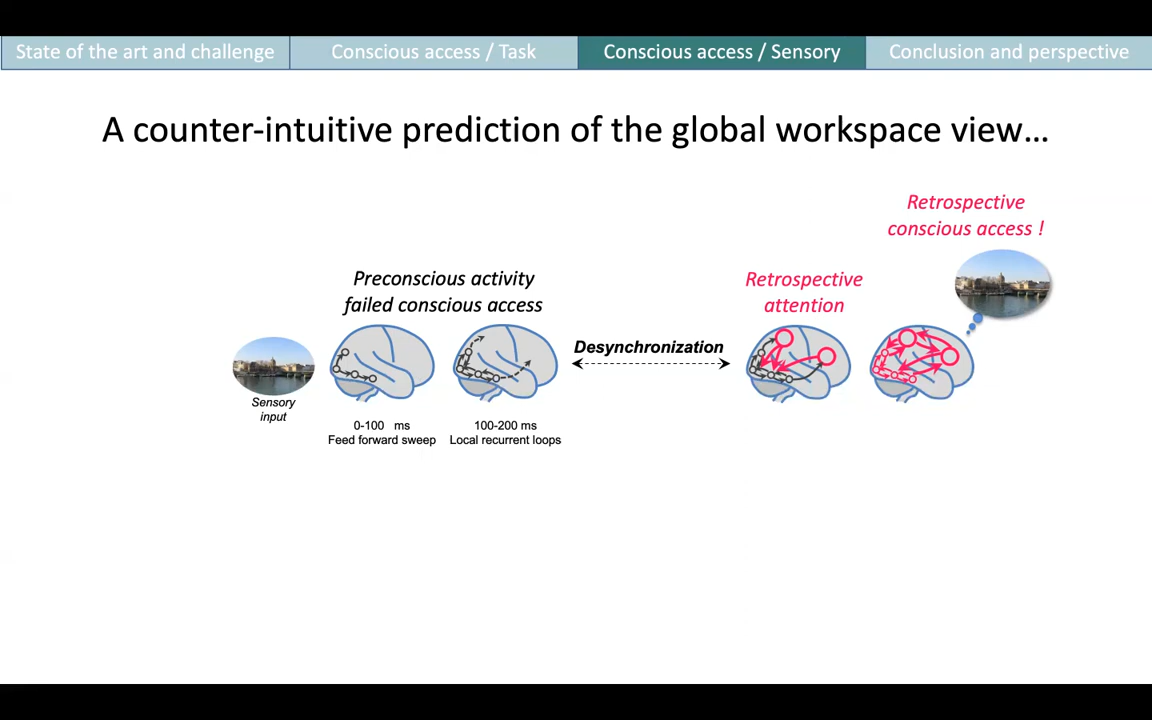 State of the art and challenge
Conscious access / Task
Conscious access / Sensory
Conclusion and perspective
A counter-intuitive prediction of the global workspace view…
Retrospective
conscious access !
Preconscious activity
failed conscious access
Retrospective
attention
Desynchronization
Sensory
input
0-100 ms
Feed forward sweep
100-200 ms
Local recurrent loops